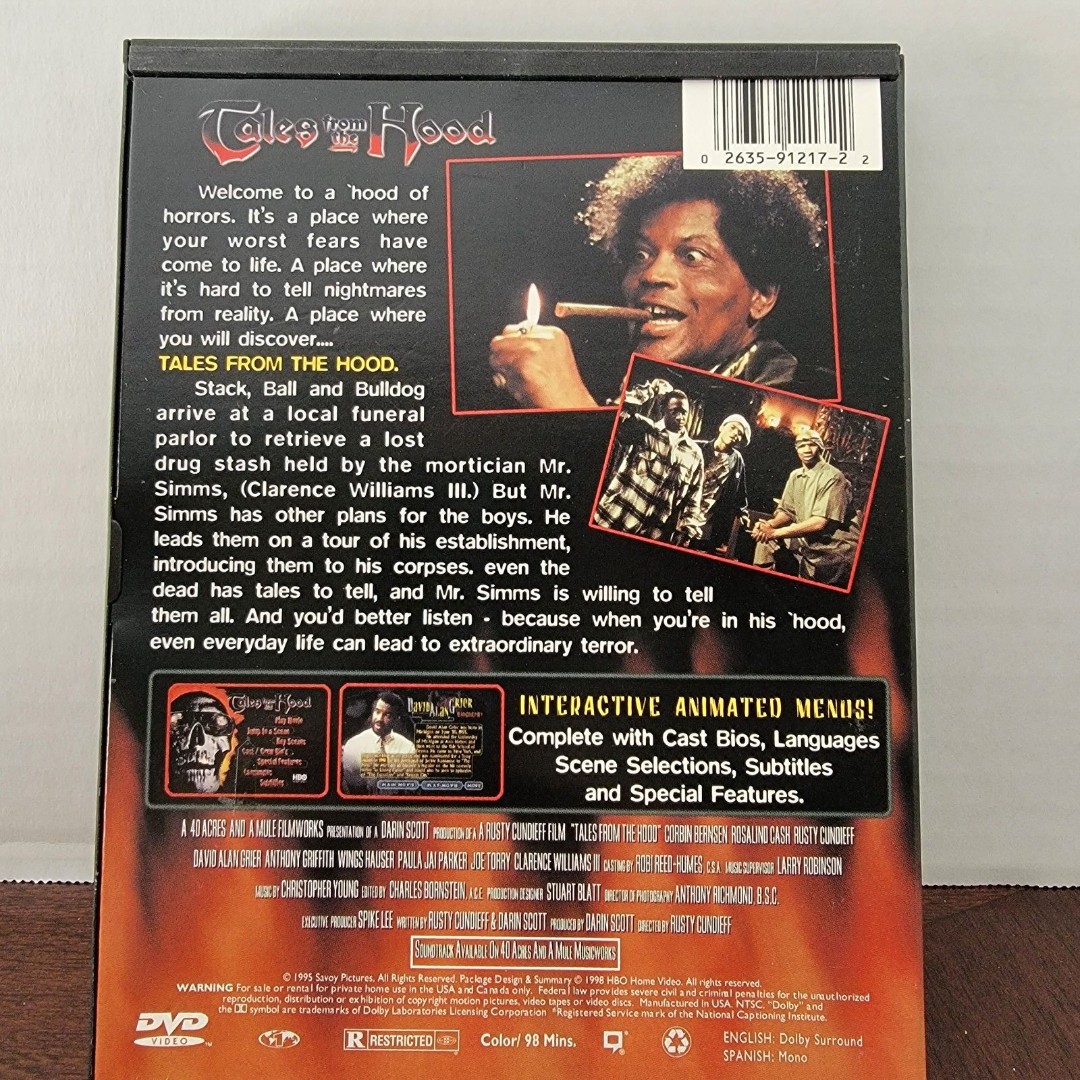 Tales from the Hood
0 2635-91217-2 2
Welcome to a `hood of
horrors. It's a place where
your worst fears have
come to life. A place where
it's hard to tell nightmares
from reality. A place where
you will discover....
TALES FROM THE HOOD.
Stack, Ball and Bulldog
arrive at a local funeral
parlor to retrieve a lost
drug stash held by the mortician Mr.
Simms, (Clarence Williams III.) But Mr.
Simms has other plans for the boys. He
leads them on a tour of his establishment,
introducing them to his corpses. even the
dead has tales to tell, and Mr. Simms is willing to tell
them all. And you'd better listen - because when you're in his `hood,
even everyday life can lead to extraordinary terror.
Tales from the Hood
Play Movie
Jump to a Scene
Key Scenes
Cast / Crew Bio's
Special Features
Languages
Subtitles
HBO
David Alan Grier
INTERACTIVE ANIMATED MENUS!
Complete with Cast Bios, Languages
Scene Selections, Subtitles
and Special Features.
A 40 ACRES AND A MULE FILMWORKS PRESENTATION OF A DARIN SCOTT PRODUCTION OF A RUSTY CUNDIEFF FILM "TALES FROM THE HOOD" CORBIN BERNSEN ROSALIND CASH RUSTY CUNDIEFF
DAVID ALAN GRIER ANTHONY GRIFFITH WINGS HAUSER PAULA JAI PARKER JOE TORRY CLARENCE WILLIAMS III CASTING BY ROBI REED-HUMES C.S.A. MUSIC SUPERVISOR LARRY ROBINSON
MUSIC BY CHRISTOPHER YOUNG EDITED BY CHARLES BORNSTEIN A.C.E. PRODUCTION DESIGNER STUART BLATT DIRECTOR OF PHOTOGRAPHY ANTHONY RICHMOND, B.S.C.
EXECUTIVE PRODUCER SPIKE LEE WRITTEN BY RUSTY CUNDIEFF & DARIN SCOTT PRODUCED BY DARIN SCOTT DIRECTED BY RUSTY CUNDIEFF
SOUNDTRACK AVAILABLE ON 40 ACRES AND A MULE MUSICWORKS
© 1995 Savoy Pictures. All Rights Reserved. Package Design & Summary © 1998 HBO Home Video. All rights reserved.
WARNING For sale or rental for private home use in the USA and Canada only. Federal law provides severe civil and criminal penalties for the unauthorized
reproduction, distribution or exhibition of copyright motion pictures, video tapes or video discs. Manufactured in USA. NTSC. "Dolby" and
the DD symbol are trademarks of Dolby Laboratories Licensing Corporation *Registered Service mark of the National Captioning Institute.
DVD VIDEO™
1
R RESTRICTED
Color/ 98 Mins.
ENGLISH: Dolby Surround
SPANISH: Mono